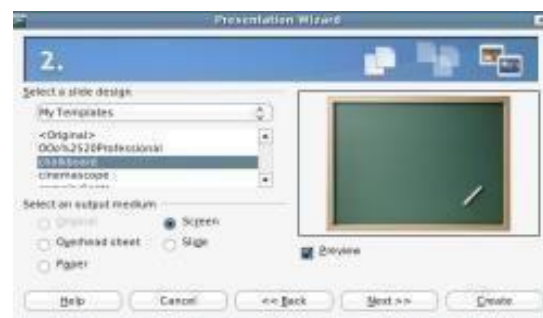 Presentation Wizard
2.
Select a slide design
My Templates
<Original>
OOo%2520Professional
chalkboard
cinemascope
Select an output medium
Original
Screen
Overhead sheet
Slide
Paper
Preview
Help
Cancel
<< Back
Next >>
Create